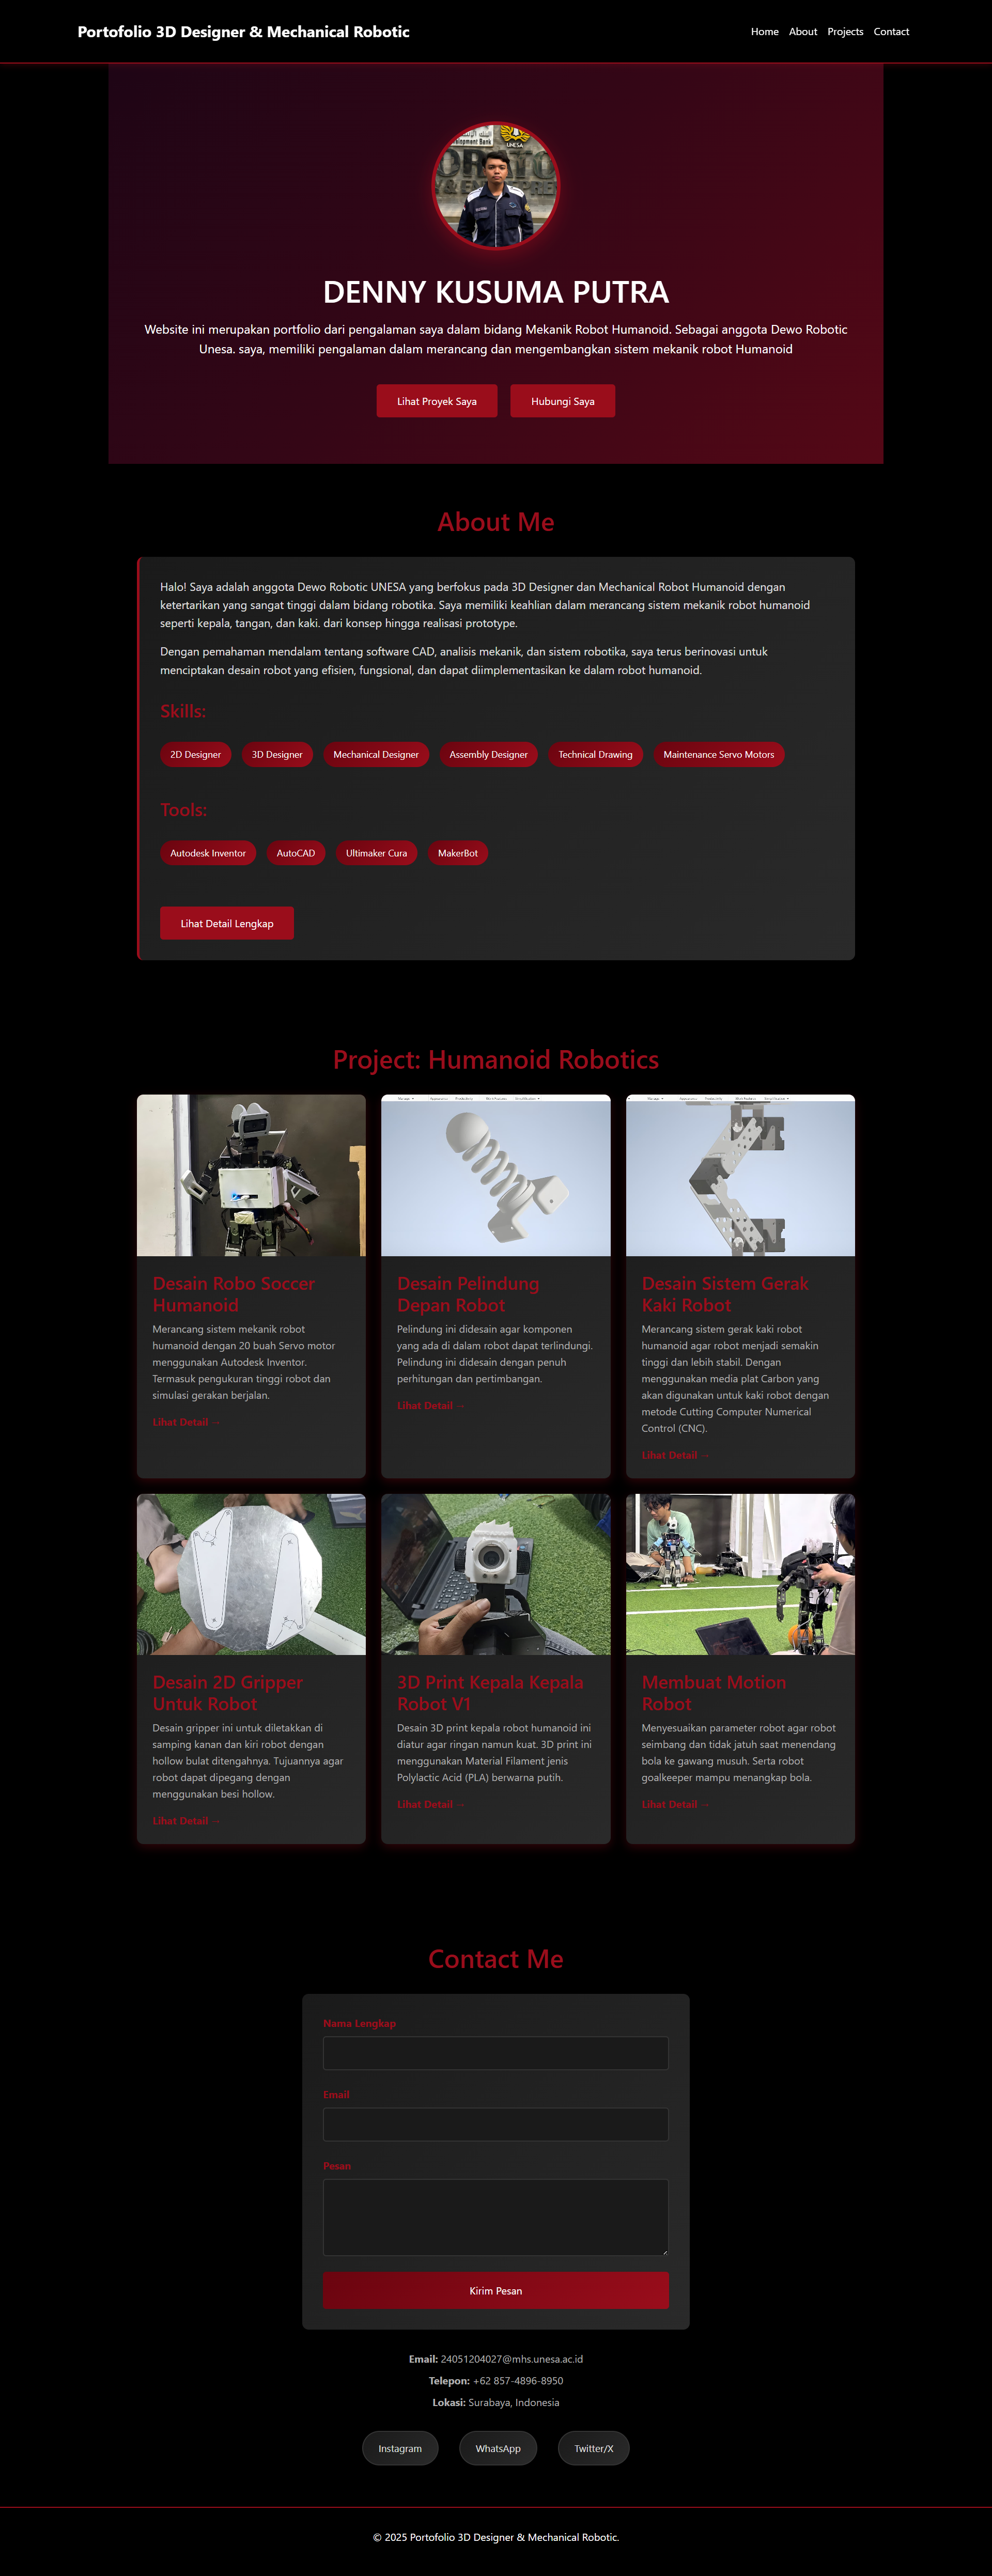 Portofolio 3D Designer & Mechanical Robotic
Home About Projects Contact
UNESA
DENNY KUSUMA PUTRA
Website ini merupakan portfolio dari pengalaman saya dalam bidang Mekanik Robot Humanoid. Sebagai anggota Dewo Robotic
Unesa. saya, memiliki pengalaman dalam merancang dan mengembangkan sistem mekanik robot Humanoid
Lihat Proyek Saya
Hubungi Saya
About Me
Halo! Saya adalah anggota Dewo Robotic UNESA yang berfokus pada 3D Designer dan Mechanical Robot Humanoid dengan
ketertarikan yang sangat tinggi dalam bidang robotika. Saya memiliki keahlian dalam merancang sistem mekanik robot humanoid
seperti kepala, tangan, dan kaki. dari konsep hingga realisasi prototype.
Dengan pemahaman mendalam tentang software CAD, analisis mekanik, dan sistem robotika, saya terus berinovasi untuk
menciptakan desain robot yang efisien, fungsional, dan dapat diimplementasikan ke dalam robot humanoid.
Skills:
2D Designer
3D Designer
Mechanical Designer
Assembly Designer
Technical Drawing
Maintenance Servo Motors
Tools:
Autodesk Inventor
AutoCAD
Ultimaker Cura
MakerBot
Lihat Detail Lengkap
Project: Humanoid Robotics
Desain Robo Soccer
Humanoid
Merancang sistem mekanik robot
humanoid dengan 20 buah Servo motor
menggunakan Autodesk Inventor.
Termasuk pengukuran tinggi robot dan
simulasi gerakan berjalan.
Lihat Detail →
Desain Pelindung
Depan Robot
Pelindung ini didesain agar komponen
yang ada di dalam robot dapat terlindungi.
Pelindung ini didesain dengan penuh
perhitungan dan pertimbangan.
Lihat Detail →
Desain Sistem Gerak
Kaki Robot
Merancang sistem gerak kaki robot
humanoid agar robot menjadi semakin
tinggi dan lebih stabil. Dengan
menggunakan media plat Carbon yang
akan digunakan untuk kaki robot dengan
metode Cutting Computer Numerical
Control (CNC).
Lihat Detail →
Desain 2D Gripper
Untuk Robot
Desain gripper ini untuk diletakkan di
samping kanan dan kiri robot dengan
hollow bulat ditengahnya. Tujuannya agar
robot dapat dipegang dengan
menggunakan besi hollow.
Lihat Detail →
3D Print Kepala Kepala
Robot V1
Desain 3D print kepala robot humanoid ini
diatur agar ringan namun kuat. 3D print ini
menggunakan Material Filament jenis
Polylactic Acid (PLA) berwarna putih.
Lihat Detail →
Membuat Motion
Robot
Menyesuaikan parameter robot agar robot
seimbang dan tidak jatuh saat menendang
bola ke gawang musuh. Serta robot
goalkeeper mampu menangkap bola.
Lihat Detail →
Contact Me
Nama Lengkap
Email
Pesan
Kirim Pesan
Email: 24051204027@mhs.unesa.ac.id
Telepon: +62 857-4896-8950
Lokasi: Surabaya, Indonesia
Instagram
WhatsApp
Twitter/X
© 2025 Portofolio 3D Designer & Mechanical Robotic.